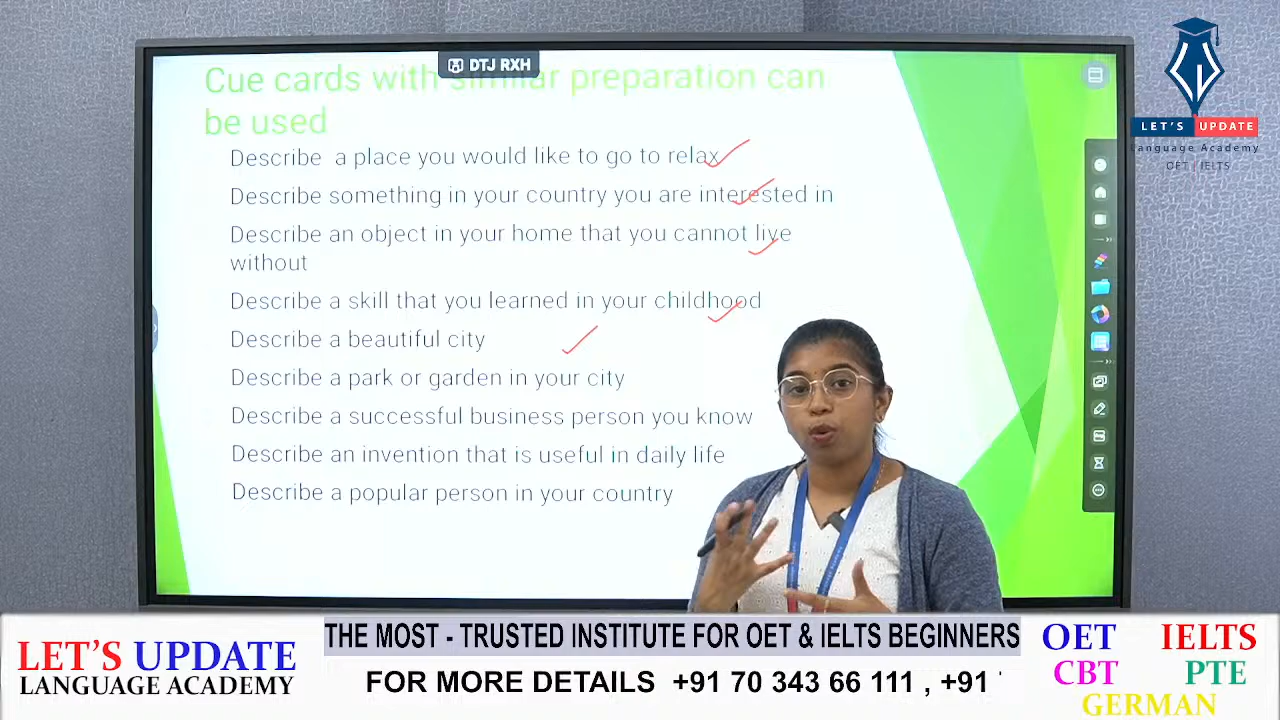 DTJ RXH
Cue cards with similar preparation can
be used
Describe a place you would like to go to relax
Describe something in your country you are interested in
Describe an object in your home that you cannot live
without
Describe a skill that you learned in your childhood
Describe a beautiful city
Describe a park or garden in your city
Describe a successful business person you know
Describe an invention that is useful in daily life
Describe a popular person in your country
LET'S UPDATE
Language Academy
OET | IELTS
LET'S UPDATE
LANGUAGE ACADEMY
THE MOST - TRUSTED INSTITUTE FOR OET & IELTS BEGINNERS
FOR MORE DETAILS +91 70 343 66 111 , +91
OET IELTS
CBT PTE
GERMAN